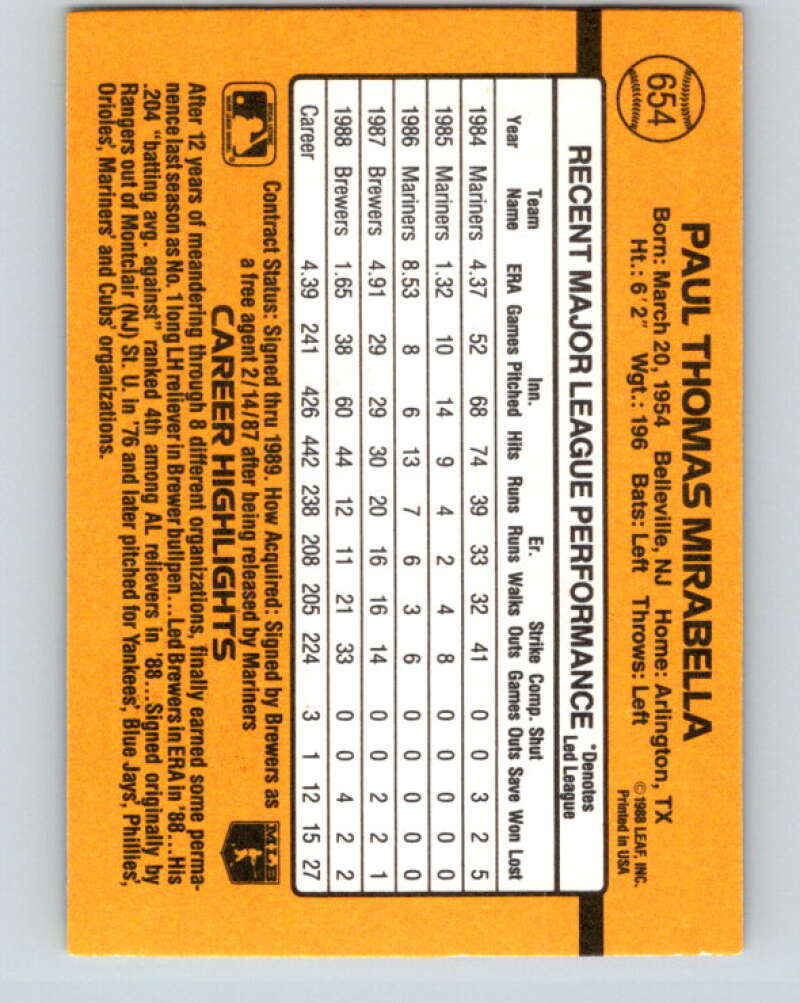 654
PAUL THOMAS MIRABELLA
Born: March 20, 1954 Belleville, NJ Home: Arlington, TX
Ht.: 6'2" Wgt.: 196 Bats: Left Throws: Left
©1988 LEAF, INC.
Printed in USA
RECENT MAJOR LEAGUE PERFORMANCE *Denotes Led League
Team Inn. Er. Strike Comp. Shut
Year Name ERA Games Pitched Hits Runs Runs Walks Outs Games Outs Save Won Lost
1984 Mariners 4.37 52 68 74 39 33 32 41 0 0 3 2 5
1985 Mariners 1.32 10 14 9 4 2 4 8 0 0 0 0 0
1986 Mariners 8.53 8 6 13 7 6 3 6 0 0 0 0 0
1987 Brewers 4.91 29 29 30 20 16 16 14 0 0 2 2 1
1988 Brewers 1.65 38 60 44 12 11 21 33 0 0 4 2 2
Career 4.39 241 426 442 238 208 205 224 3 1 12 15 27
Contract Status: Signed thru 1989. How Acquired: Signed by Brewers as
a free agent 2/14/87 after being released by Mariners
MLB
CAREER HIGHLIGHTS
After 12 years of meandering through 8 different organizations, finally earned some perma-
nence last season as No. 1 long LH reliever in Brewer bullpen...Led Brewers in ERA in '88...His
.204 "batting avg. against" ranked 4th among AL relievers in '88...Signed originally by
Rangers out of Montclair (NJ) St. U. in '76 and later pitched for Yankees', Blue Jays', Phillies',
Orioles', Mariners' and Cubs' organizations.